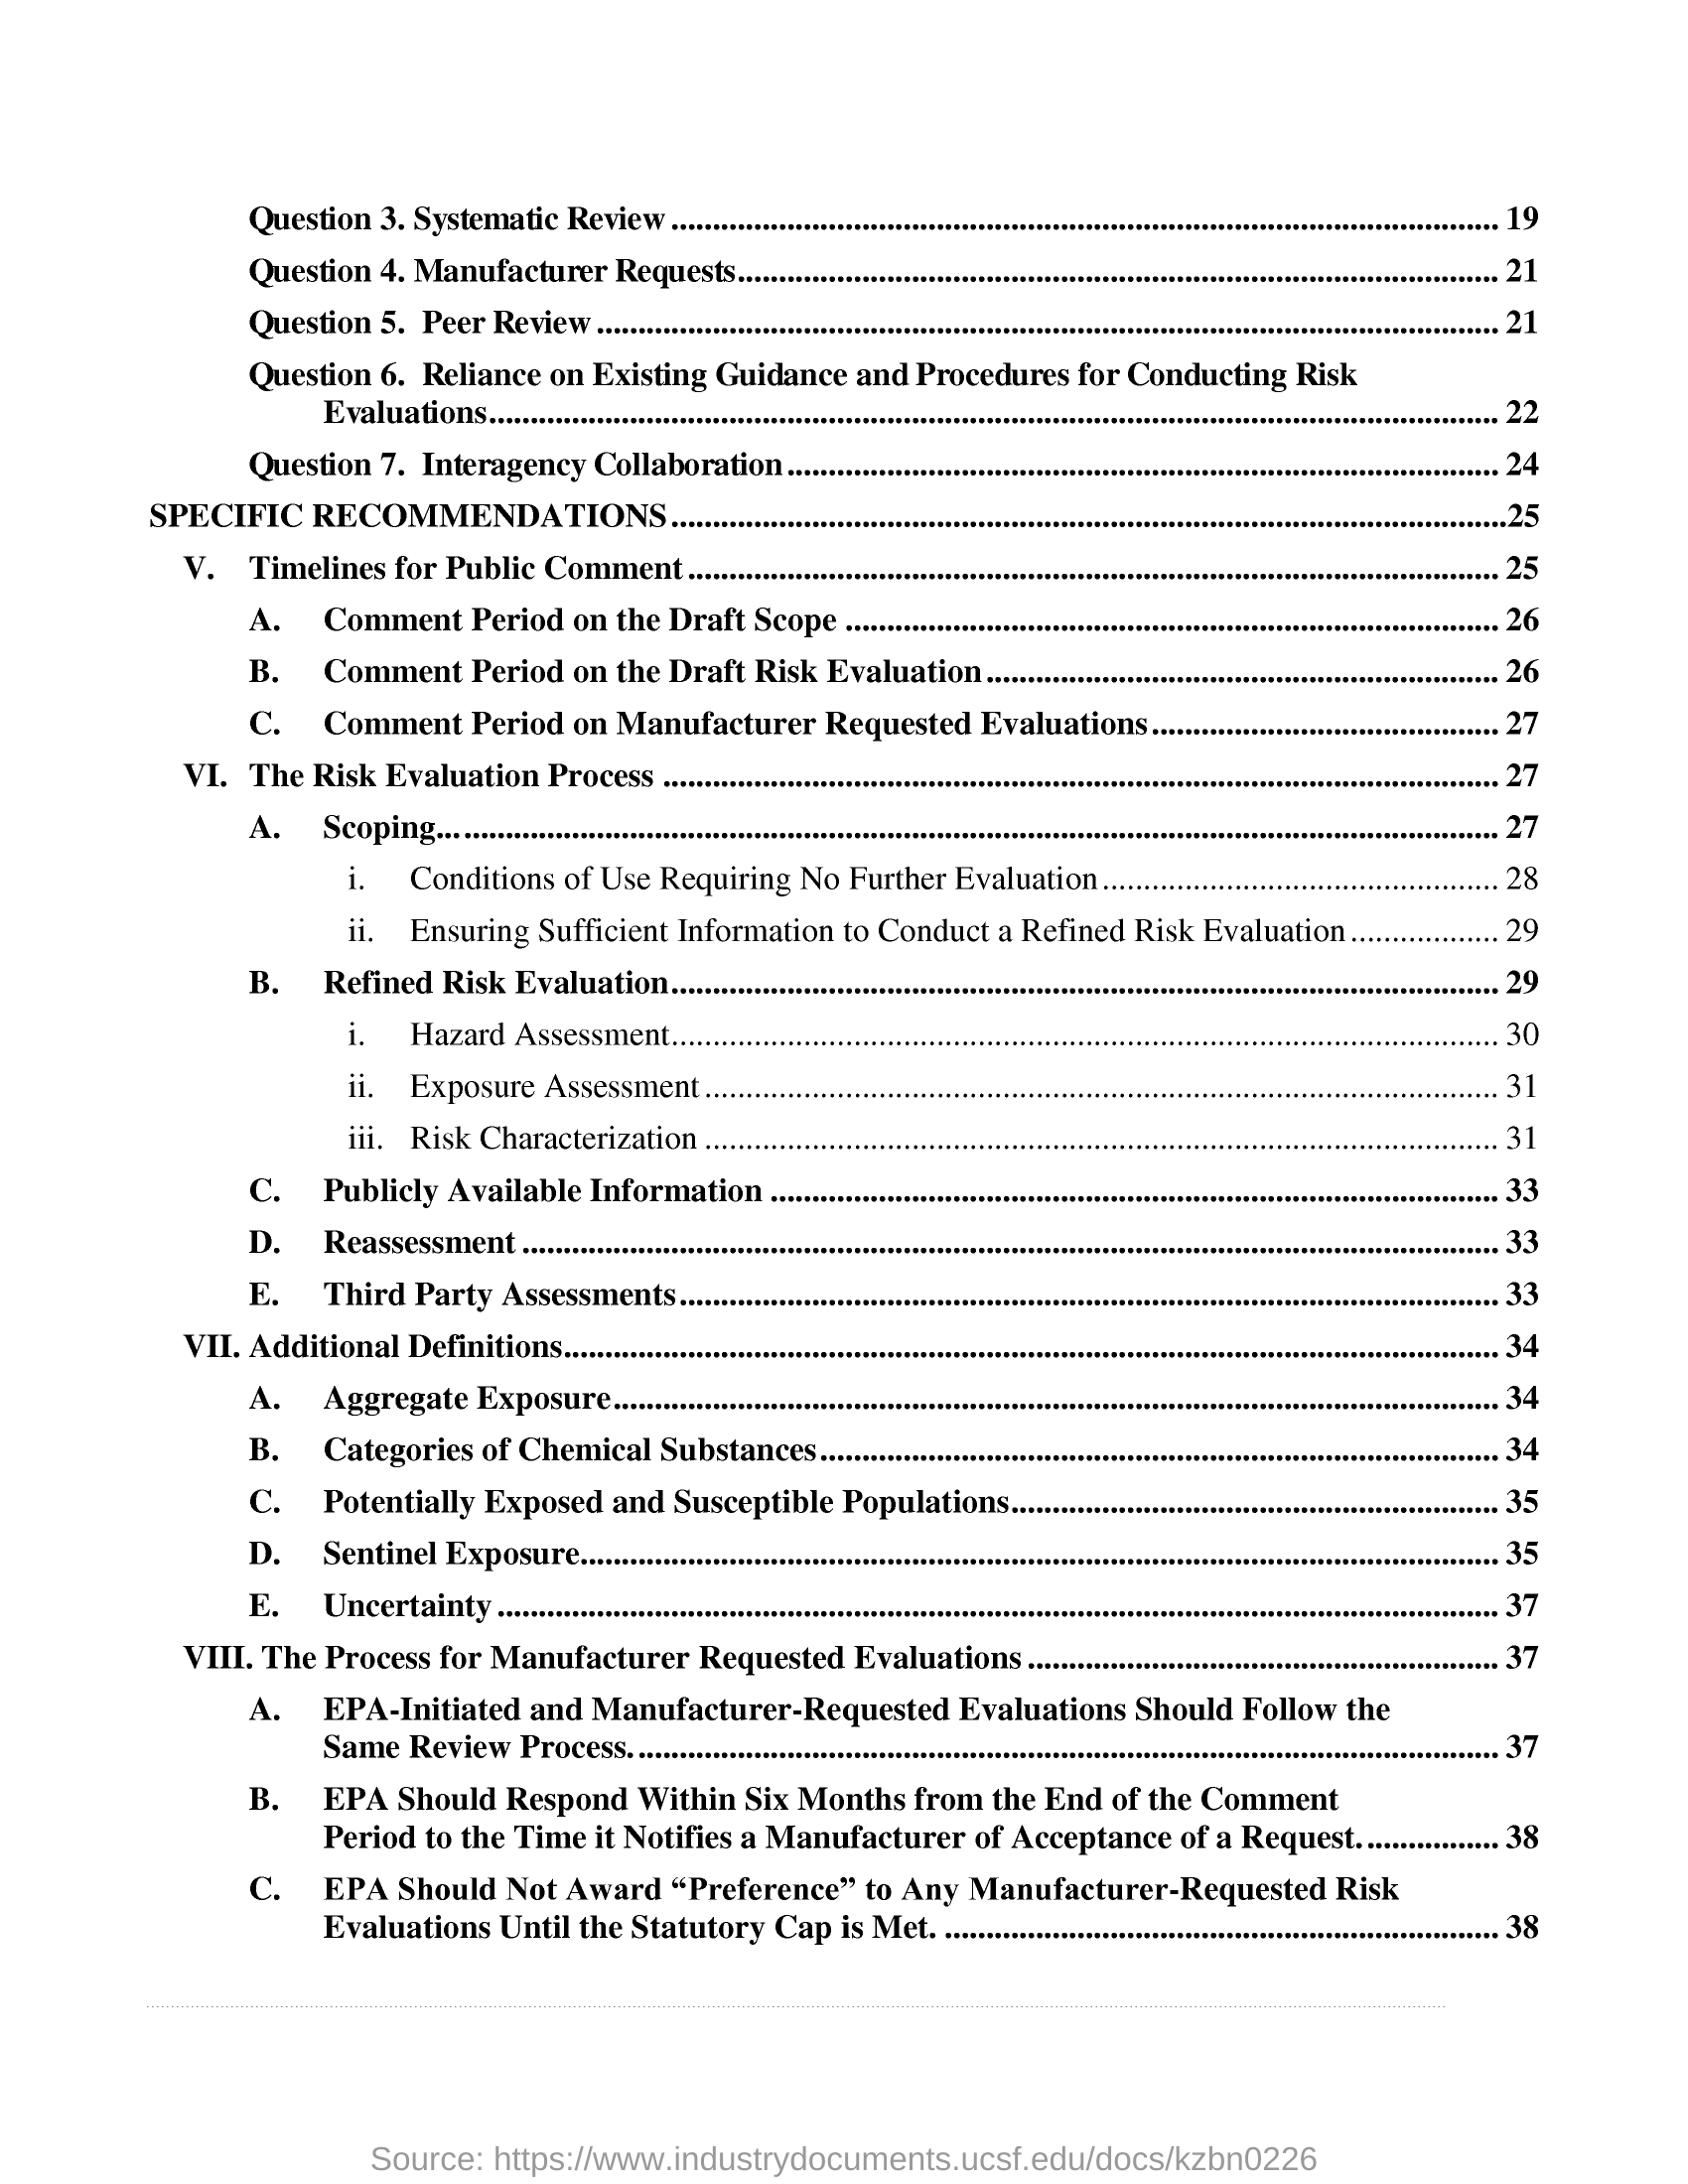 Question 3. Systematic Review .......... 19
Question 4. Manufacturer Requests .......... 21
Question 5. Peer Review .......... 21
Question 6. Reliance on Existing Guidance and Procedures for Conducting Risk
Evaluations .......... 22
Question 7. Interagency Collaboration .......... 24
SPECIFIC RECOMMENDATIONS .......... 25
V. Timelines for Public Comment .......... 25
A. Comment Period on the Draft Scope .......... 26
B. Comment Period on the Draft Risk Evaluation .......... 26
C. Comment Period on Manufacturer Requested Evaluations .......... 27
VI. The Risk Evaluation Process .......... 27
A. Scoping .......... 27
i. Conditions of Use Requiring No Further Evaluation .......... 28
ii. Ensuring Sufficient Information to Conduct a Refined Risk Evaluation .......... 29
B. Refined Risk Evaluation .......... 29
i. Hazard Assessment .......... 30
ii. Exposure Assessment .......... 31
iii. Risk Characterization .......... 31
C. Publicly Available Information .......... 33
D. Reassessment .......... 33
E. Third Party Assessments .......... 33
VII. Additional Definitions .......... 34
A. Aggregate Exposure .......... 34
B. Categories of Chemical Substances .......... 34
C. Potentially Exposed and Susceptible Populations .......... 35
D. Sentinel Exposure .......... 35
E. Uncertainty .......... 37
VIII. The Process for Manufacturer Requested Evaluations .......... 37
A. EPA-Initiated and Manufacturer-Requested Evaluations Should Follow the
Same Review Process. .......... 37
B. EPA Should Respond Within Six Months from the End of the Comment
Period to the Time it Notifies a Manufacturer of Acceptance of a Request. .......... 38
C. EPA Should Not Award “Preference” to Any Manufacturer-Requested Risk
Evaluations Until the Statutory Cap is Met. .......... 38
Source: https://www.industrydocuments.ucsf.edu/docs/kzbn0226